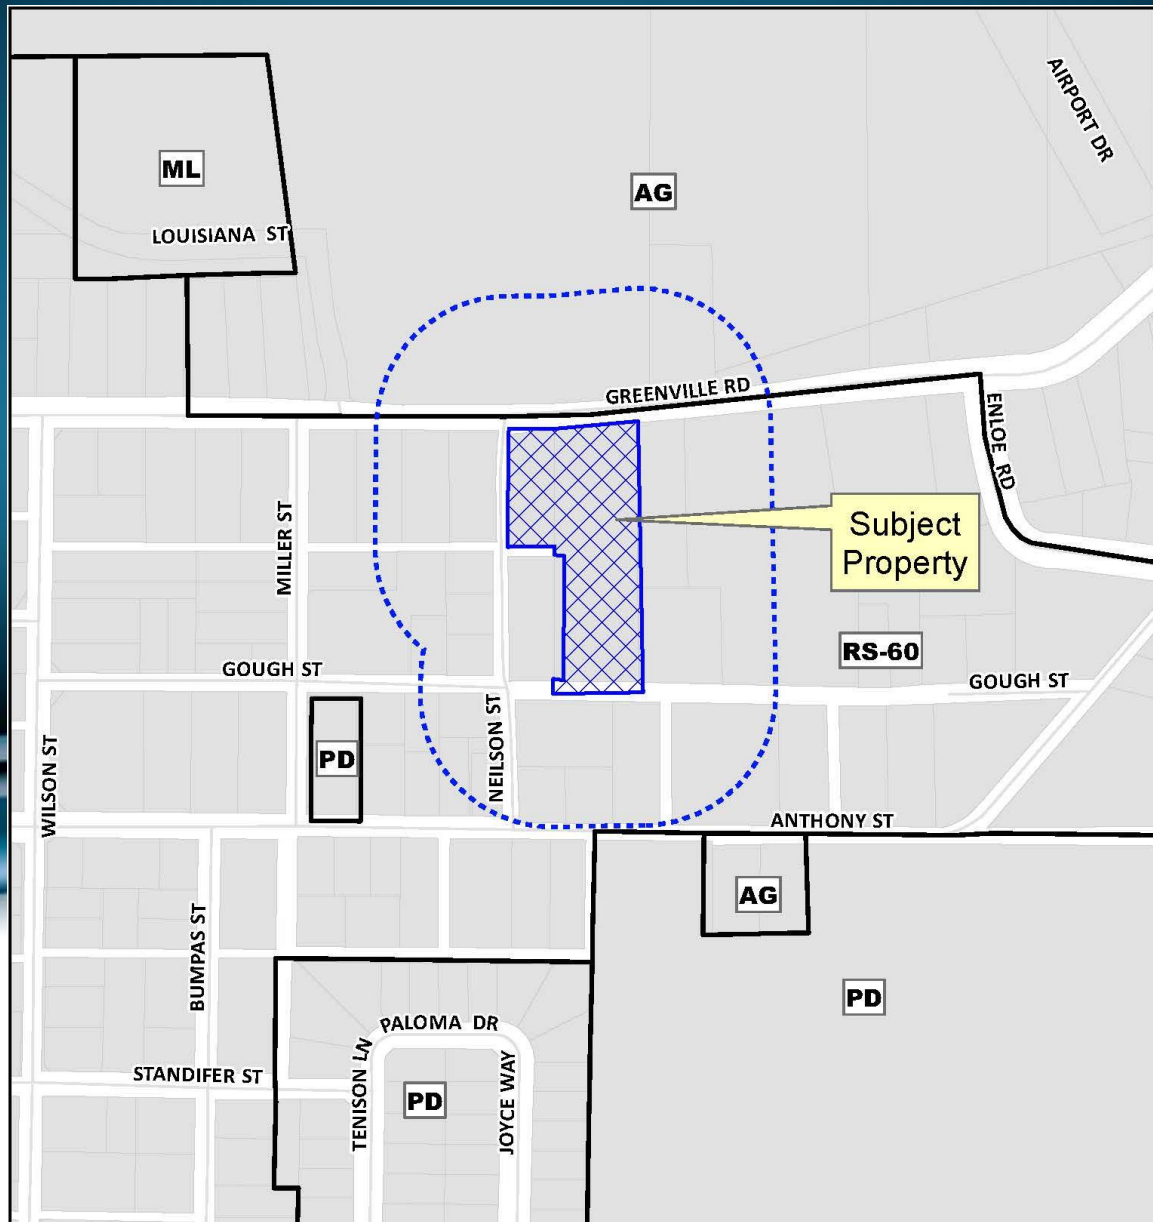 AIRPORT DR
ML
AG
LOUISIANA ST
GREENVILLE RD
ENLOE RD
Subject
Property
MILLER ST
RS-60
GOUGH ST
GOUGH ST
NEILSON ST
PD
WILSON ST
ANTHONY ST
AG
BUMPAS ST
PD
PALOMA DR
TENISON LN
JOYCE WAY
STANDIFER ST
PD